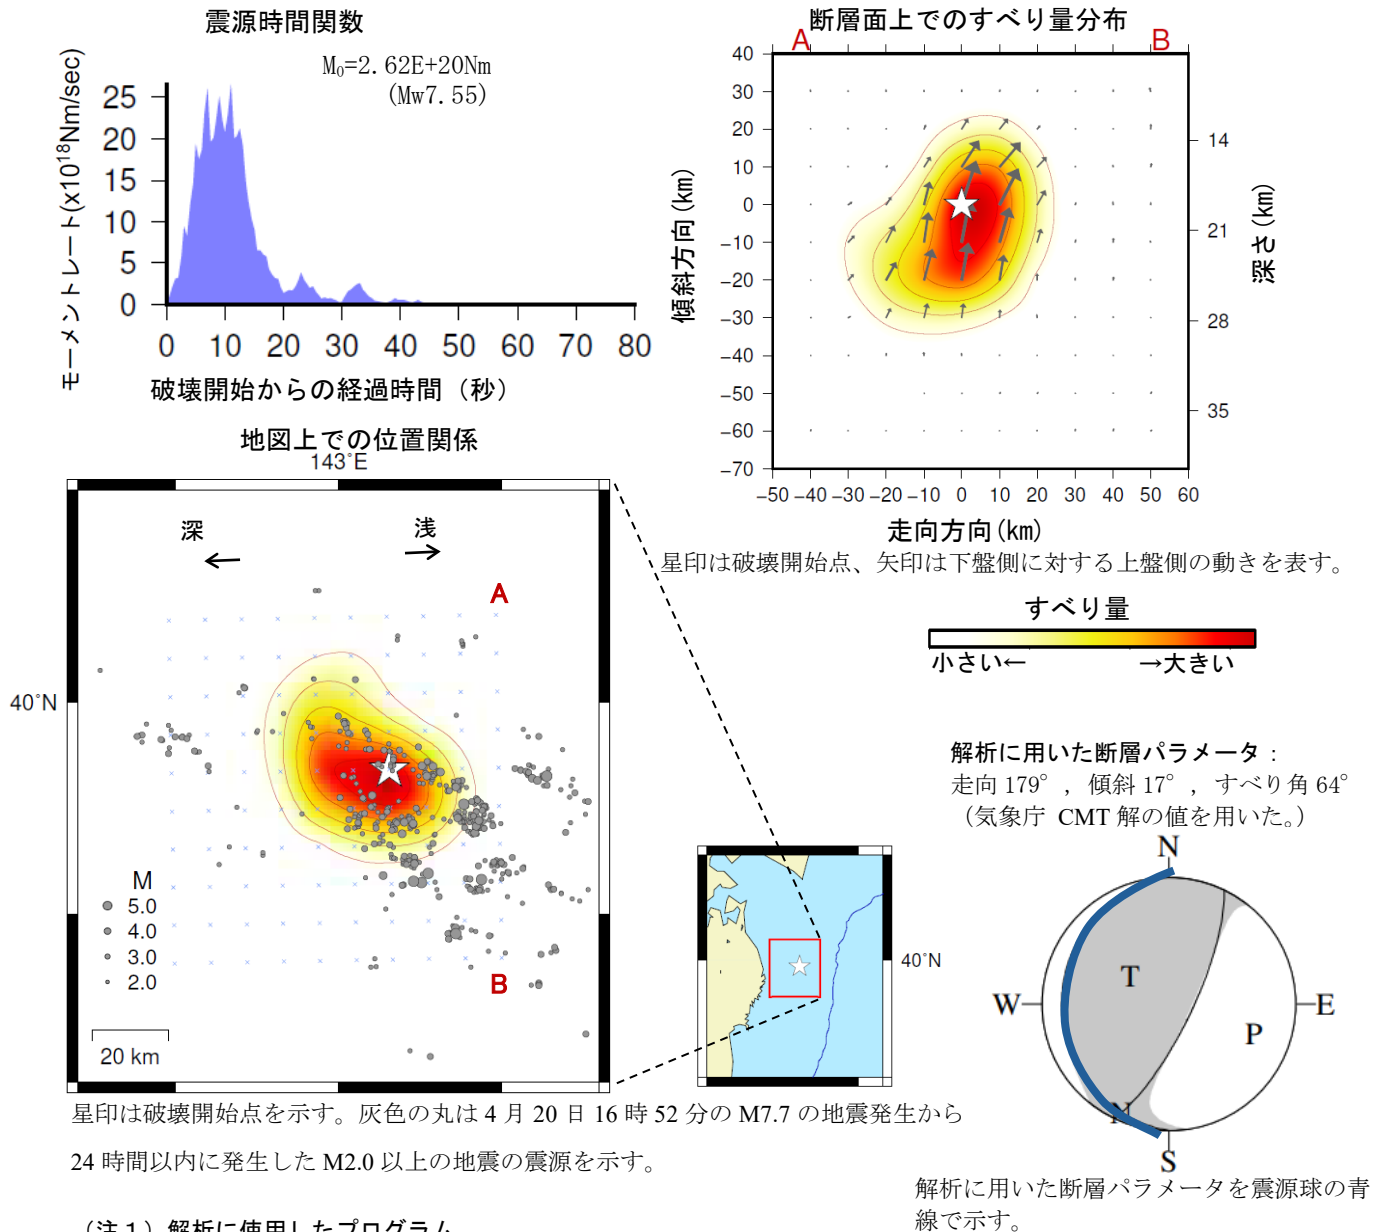 震源時間関数
M₀=2.62E+20Nm
(Mw7.55)
モーメントレート(x10¹⁸Nm/sec)
25
20
15
10
5
0
0 10 20 30 40 50 60 70 80
破壊開始からの経過時間（秒）
断層面上でのすべり量分布
A B
40
30
20
10
0
−10
−20
−30
−40
−50
−60
−70
傾斜方向(km)
14
21
28
35
深さ(km)
−50 −40 −30 −20 −10 0 10 20 30 40 50 60
走向方向(km)
星印は破壊開始点、矢印は下盤側に対する上盤側の動きを表す。
すべり量
小さい← →大きい
地図上での位置関係
143°E
深 浅
←  →
A
40°N
B
M
5.0
4.0
3.0
2.0
20 km
40°N
星印は破壊開始点を示す。灰色の丸は 4 月 20 日 16 時 52 分の M7.7 の地震発生から
24 時間以内に発生した M2.0 以上の地震の震源を示す。
解析に用いた断層パラメータ：
走向 179°，傾斜 17°，すべり角 64°
（気象庁 CMT 解の値を用いた。）
N
T
W E
P
N
S
解析に用いた断層パラメータを震源球の青
線で示す。
（注１）解析に使用したプログラム